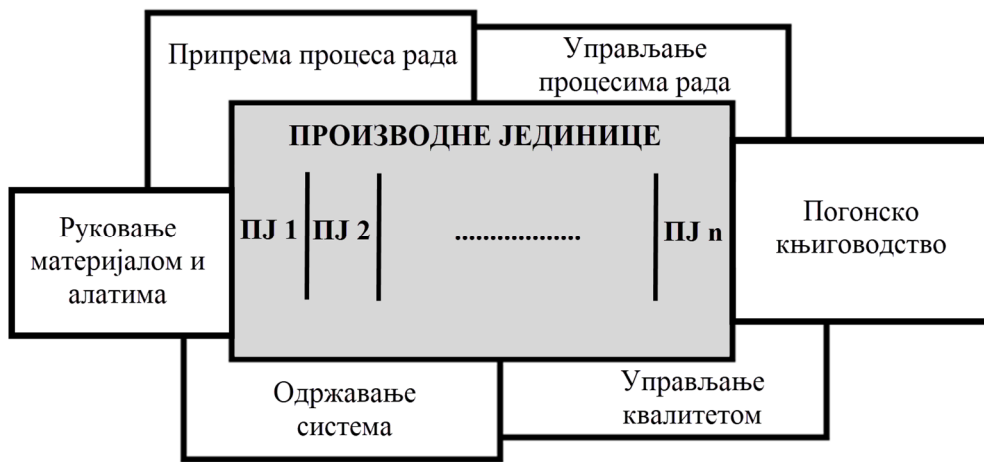 Припрема процеса рада
Управљање
процесима рада
ПРОИЗВОДНЕ ЈЕДИНИЦЕ
Руковање
материјалом и
алатима
ПЈ 1
ПЈ 2
..................
ПЈ n
Погонско
књиговодство
Одржавање
система
Управљање
квалитетом